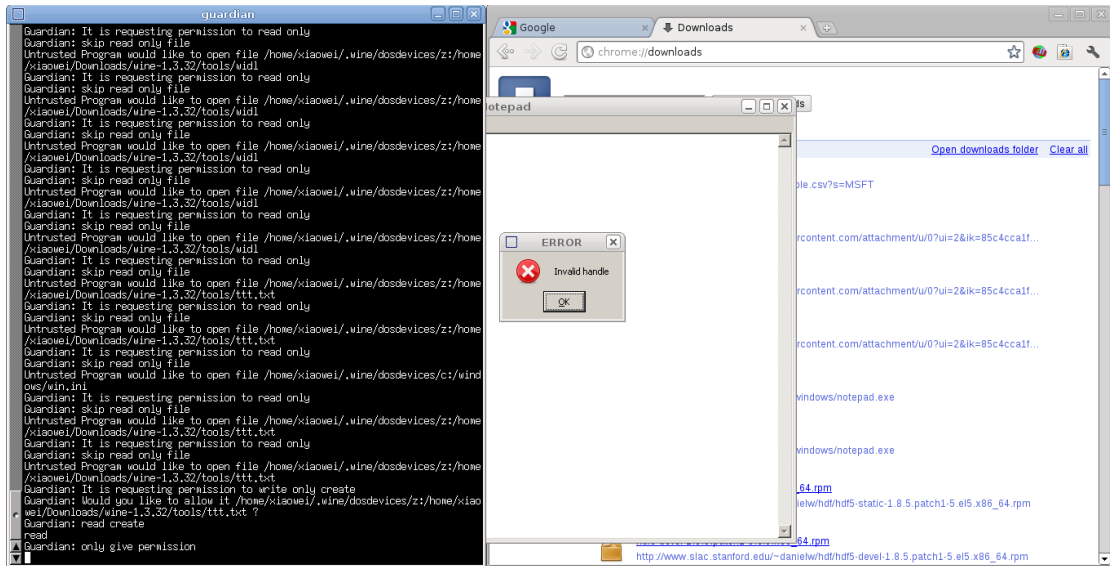 guardian
Guardian: It is requesting permission to read only
Guardian: skip read only file
Untrusted Program would like to open file /home/xiaowei/.wine/dosdevices/z:/home
/xiaowei/Downloads/wine-1.3.32/tools/widl
Guardian: It is requesting permission to read only
Guardian: skip read only file
Untrusted Program would like to open file /home/xiaowei/.wine/dosdevices/z:/home
/xiaowei/Downloads/wine-1.3.32/tools/widl
Guardian: It is requesting permission to read only
Guardian: skip read only file
Untrusted Program would like to open file /home/xiaowei/.wine/dosdevices/z:/home
/xiaowei/Downloads/wine-1.3.32/tools/widl
Guardian: It is requesting permission to read only
Guardian: skip read only file
Untrusted Program would like to open file /home/xiaowei/.wine/dosdevices/z:/home
/xiaowei/Downloads/wine-1.3.32/tools/widl
Guardian: It is requesting permission to read only
Guardian: skip read only file
Untrusted Program would like to open file /home/xiaowei/.wine/dosdevices/z:/home
/xiaowei/Downloads/wine-1.3.32/tools/widl
Guardian: It is requesting permission to read only
Guardian: skip read only file
Untrusted Program would like to open file /home/xiaowei/.wine/dosdevices/z:/home
/xiaowei/Downloads/wine-1.3.32/tools/ttt.txt
Guardian: It is requesting permission to read only
Guardian: skip read only file
Untrusted Program would like to open file /home/xiaowei/.wine/dosdevices/z:/home
/xiaowei/Downloads/wine-1.3.32/tools/ttt.txt
Guardian: It is requesting permission to read only
Guardian: skip read only file
Untrusted Program would like to open file /home/xiaowei/.wine/dosdevices/c:/wind
ows/win.ini
Guardian: It is requesting permission to read only
Guardian: skip read only file
Untrusted Program would like to open file /home/xiaowei/.wine/dosdevices/z:/home
/xiaowei/Downloads/wine-1.3.32/tools/ttt.txt
Guardian: It is requesting permission to read only
Guardian: skip read only file
Untrusted Program would like to open file /home/xiaowei/.wine/dosdevices/z:/home
/xiaowei/Downloads/wine-1.3.32/tools/ttt.txt
Guardian: It is requesting permission to write only create
Guardian: Would you like to allow it /home/xiaowei/.wine/dosdevices/z:/home/xiao
wei/Downloads/wine-1.3.32/tools/ttt.txt ?
Guardian: read create
read
Guardian: only give permission
Google
Downloads
chrome://downloads
otepad
ds
Open downloads folder Clear all
ble.csv?s=MSFT
rcontent.com/attachment/u/0?ui=2&ik=85c4cca1f...
ERROR
Invalid handle
OK
rcontent.com/attachment/u/0?ui=2&ik=85c4cca1f...
rcontent.com/attachment/u/0?ui=2&ik=85c4cca1f...
windows/notepad.exe
windows/notepad.exe
_64.rpm
ielw/hdf/hdf5-static-1.8.5.patch1-5.el5.x86_64.rpm
_64.rpm
http://www.slac.stanford.edu/~danielw/hdf/hdf5-devel-1.8.5.patch1-5.el5.x86_64.rpm